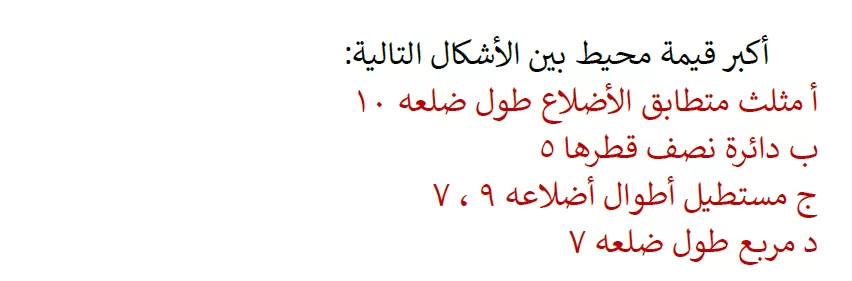 أكبر قيمة محيط بين الأشكال التالية:
أ مثلث متطابق الأضلاع طول ضلعه ١٠
ب دائرة نصف قطرها ٥
ج مستطيل أطوال أضلاعه ٩ ، ٧
د مربع طول ضلعه ٧